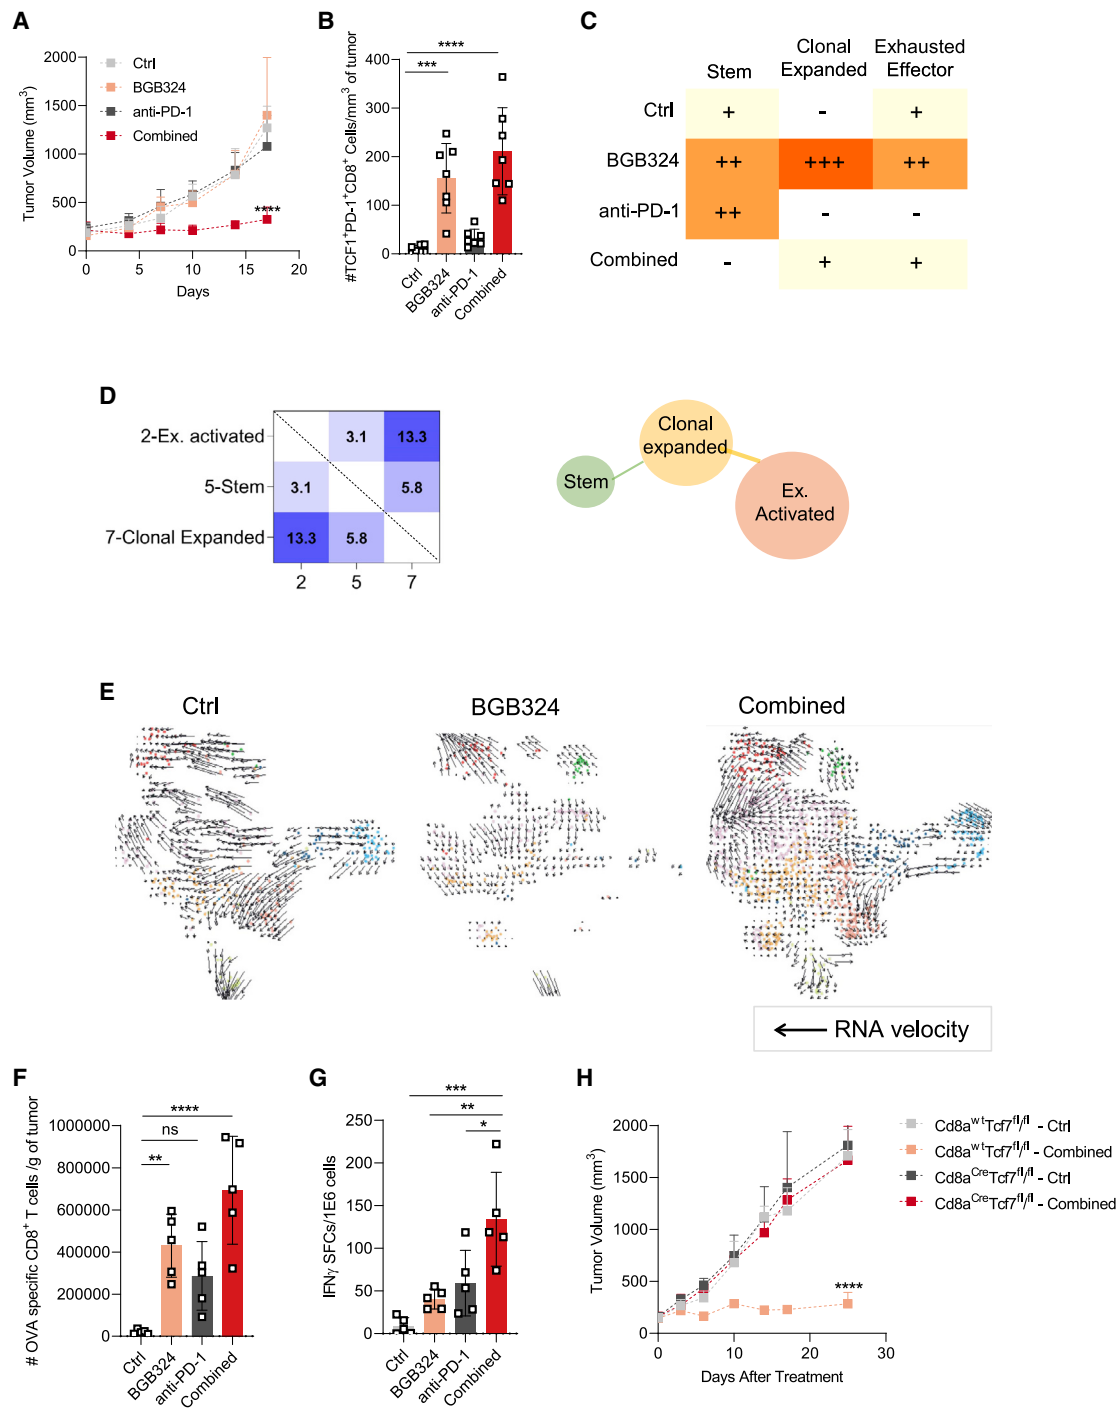 A
Tumor Volume (mm³)
2000
1500
1000
500
0
0
5
10
15
20
Days
Ctrl
BGB324
anti-PD-1
Combined
****
B
#TCF1⁺PD-1⁺CD8⁺ Cells/mm³ of tumor
400
300
200
100
0
****
***
Ctrl
BGB324
anti-PD-1
Combined
C
Stem
Clonal
Expanded
Exhausted
Effector
Ctrl + - +
BGB324 ++ +++ ++
anti-PD-1 ++ - -
Combined - + +
D
2-Ex. activated 3.1 13.3
5-Stem 3.1 5.8
7-Clonal Expanded 13.3 5.8
2 5 7
Stem
Clonal
expanded
Ex.
Activated
E
Ctrl
BGB324
Combined
RNA velocity
F
# OVA specific CD8⁺ T cells /g of tumor
1000000
800000
600000
400000
200000
0
****
ns
**
Ctrl
BGB324
anti-PD-1
Combined
G
IFNγ SFCs/1E6 cells
250
200
150
100
50
0
***
**
*
Ctrl
BGB324
anti-PD-1
Combined
H
Tumor Volume (mm³)
2000
1500
1000
500
0
0
10
20
30
Days After Treatment
****
Cd8aʷᵗTcf7ᶠˡ/ᶠˡ - Ctrl
Cd8aʷᵗTcf7ᶠˡ/ᶠˡ - Combined
Cd8aᶜʳᵉTcf7ᶠˡ/ᶠˡ - Ctrl
Cd8aᶜʳᵉTcf7ᶠˡ/ᶠˡ - Combined